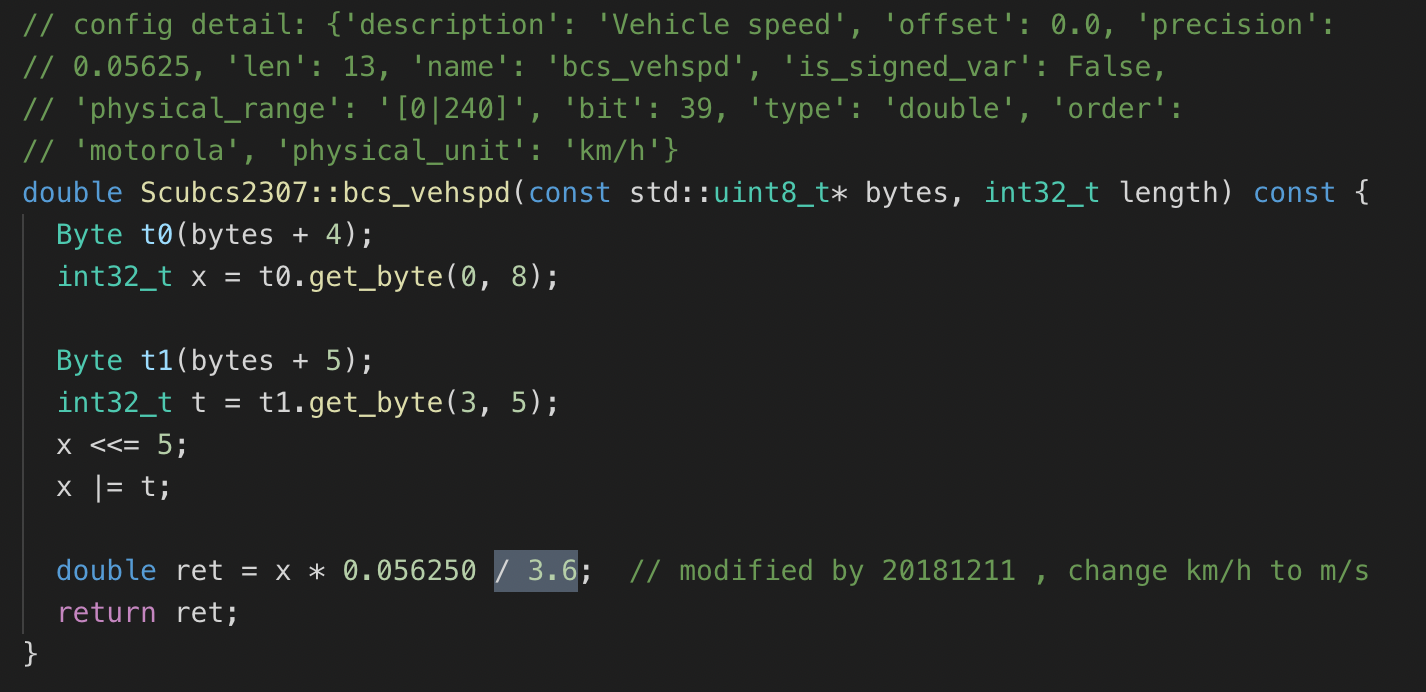 // config detail: {'description': 'Vehicle speed', 'offset': 0.0, 'precision':
// 0.05625, 'len': 13, 'name': 'bcs_vehspd', 'is_signed_var': False,
// 'physical_range': '[0|240]', 'bit': 39, 'type': 'double', 'order':
// 'motorola', 'physical_unit': 'km/h'}
double Scubcs2307::bcs_vehspd(const std::uint8_t* bytes, int32_t length) const {
  Byte t0(bytes + 4);
  int32_t x = t0.get_byte(0, 8);

  Byte t1(bytes + 5);
  int32_t t = t1.get_byte(3, 5);
  x <<= 5;
  x |= t;

  double ret = x * 0.056250 / 3.6;  // modified by 20181211 , change km/h to m/s
  return ret;
}